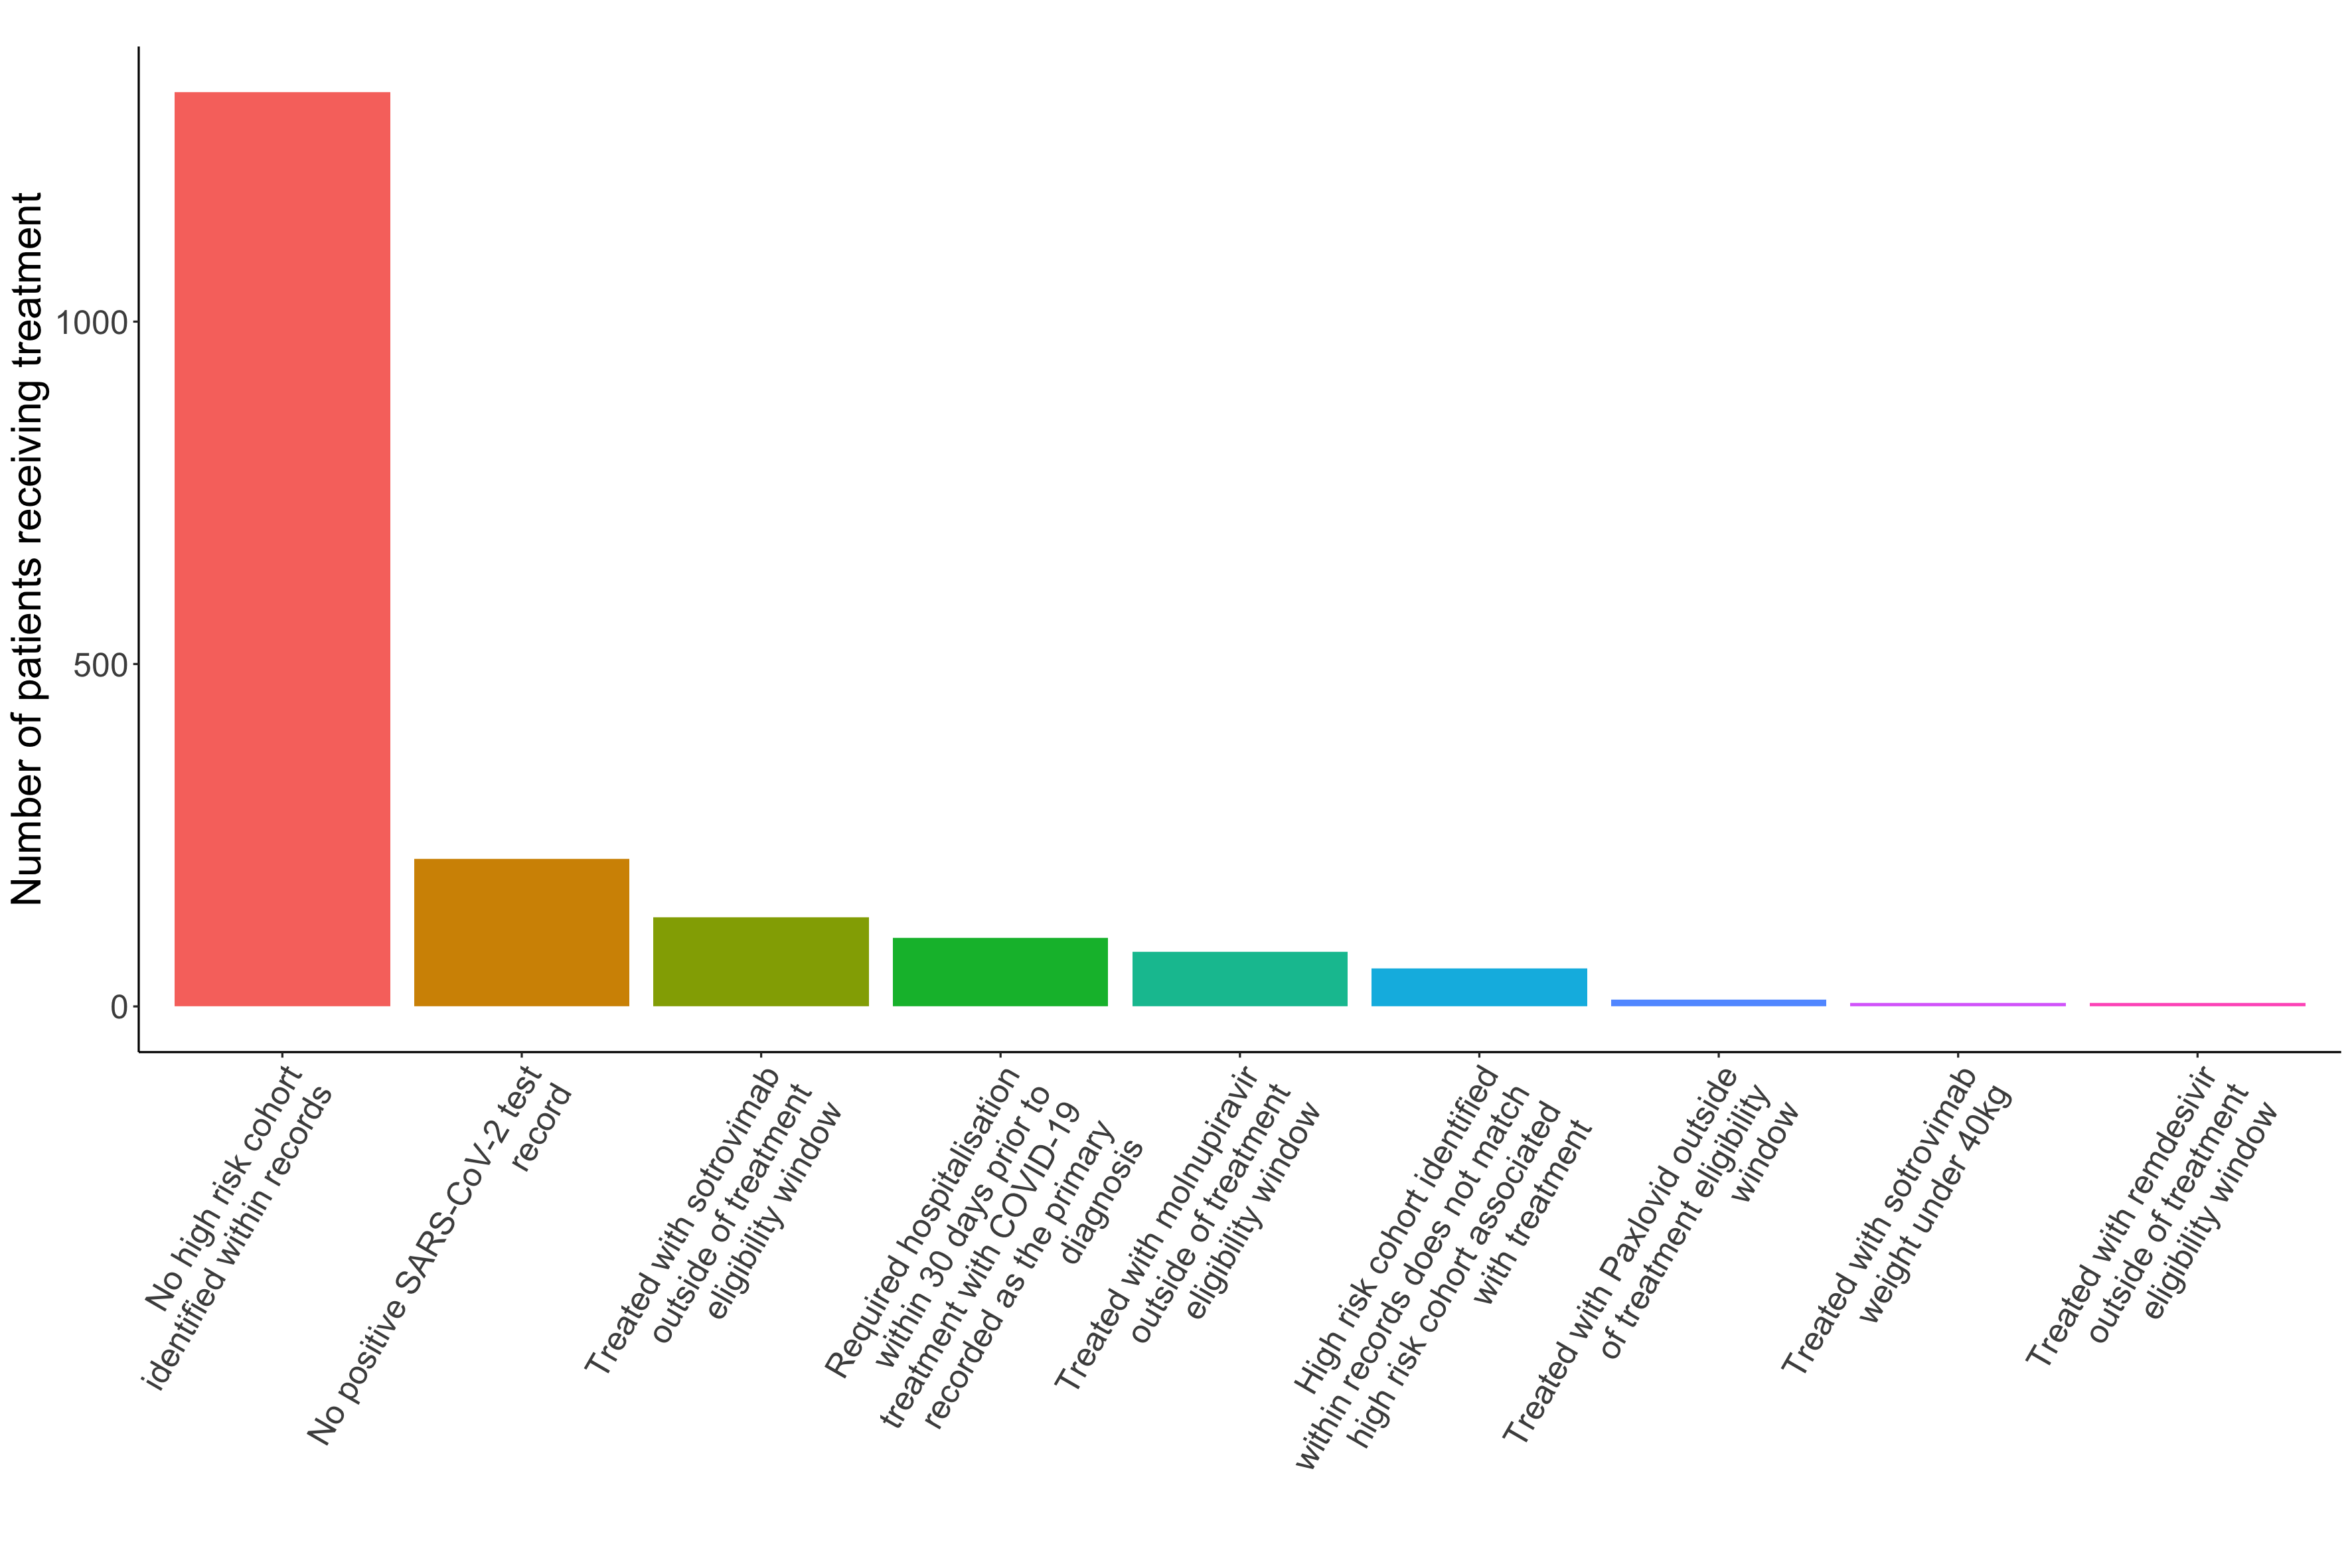 Number of patients receiving treatment
1000
500
0
No high risk cohort
identified within records
No positive SARS-CoV-2 test
record
Treated with sotrovimab
outside of treatment
eligibility window
Required hospitalisation
within 30 days prior to
treatment with COVID-19
recorded as the primary
diagnosis
Treated with molnupiravir
outside of treatment
eligibility window
High risk cohort identified
within records does not match
high risk cohort associated
with treatment
Treated with Paxlovid outside
of treatment eligibility
window
Treated with sotrovimab
weight under 40kg
Treated with remdesivir
outside of treatment
eligibility window